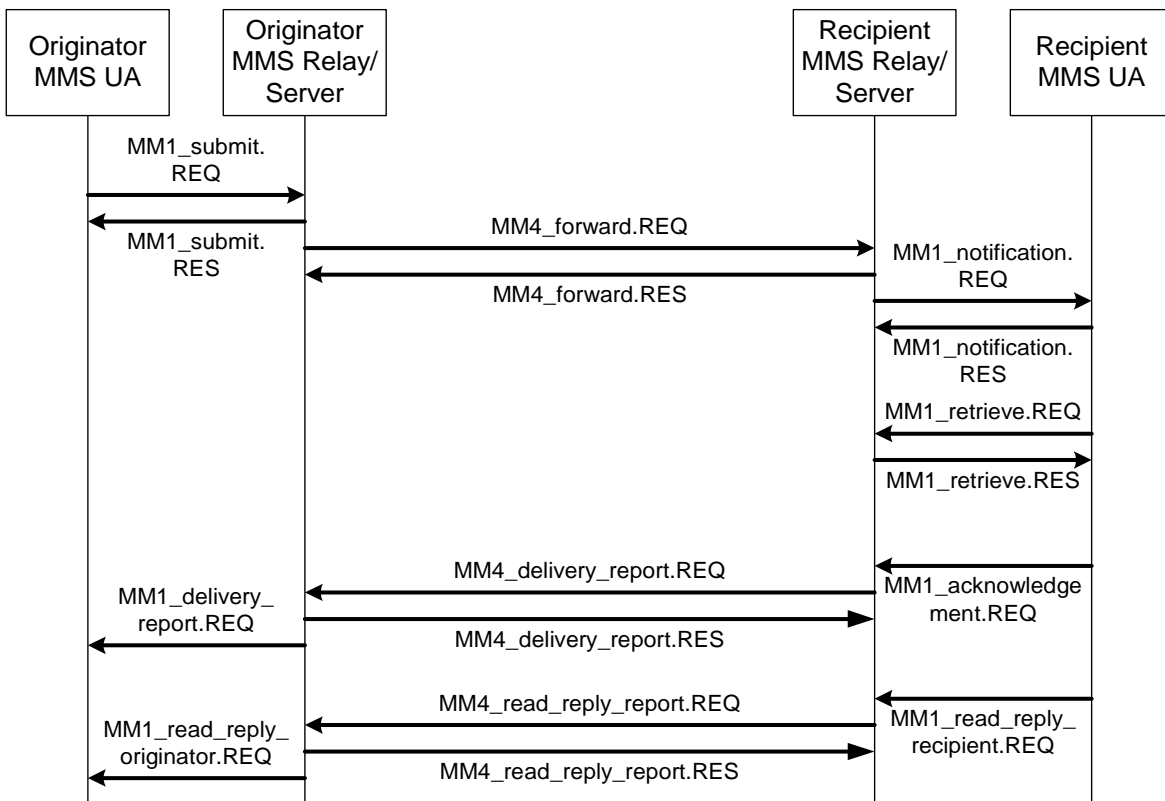 Originator
MMS UA
Originator
MMS Relay/
Server
Recipient
MMS Relay/
Server
Recipient
MMS UA
MM1_submit.
REQ
MM1_submit.
RES
MM4_forward.REQ
MM4_forward.RES
MM1_notification.
REQ
MM1_notification.
RES
MM1_retrieve.REQ
MM1_retrieve.RES
MM1_acknowledge
ment.REQ
MM4_delivery_report.REQ
MM4_delivery_report.RES
MM1_delivery_
report.REQ
MM1_read_reply_
recipient.REQ
MM4_read_reply_report.REQ
MM4_read_reply_report.RES
MM1_read_reply_
originator.REQ